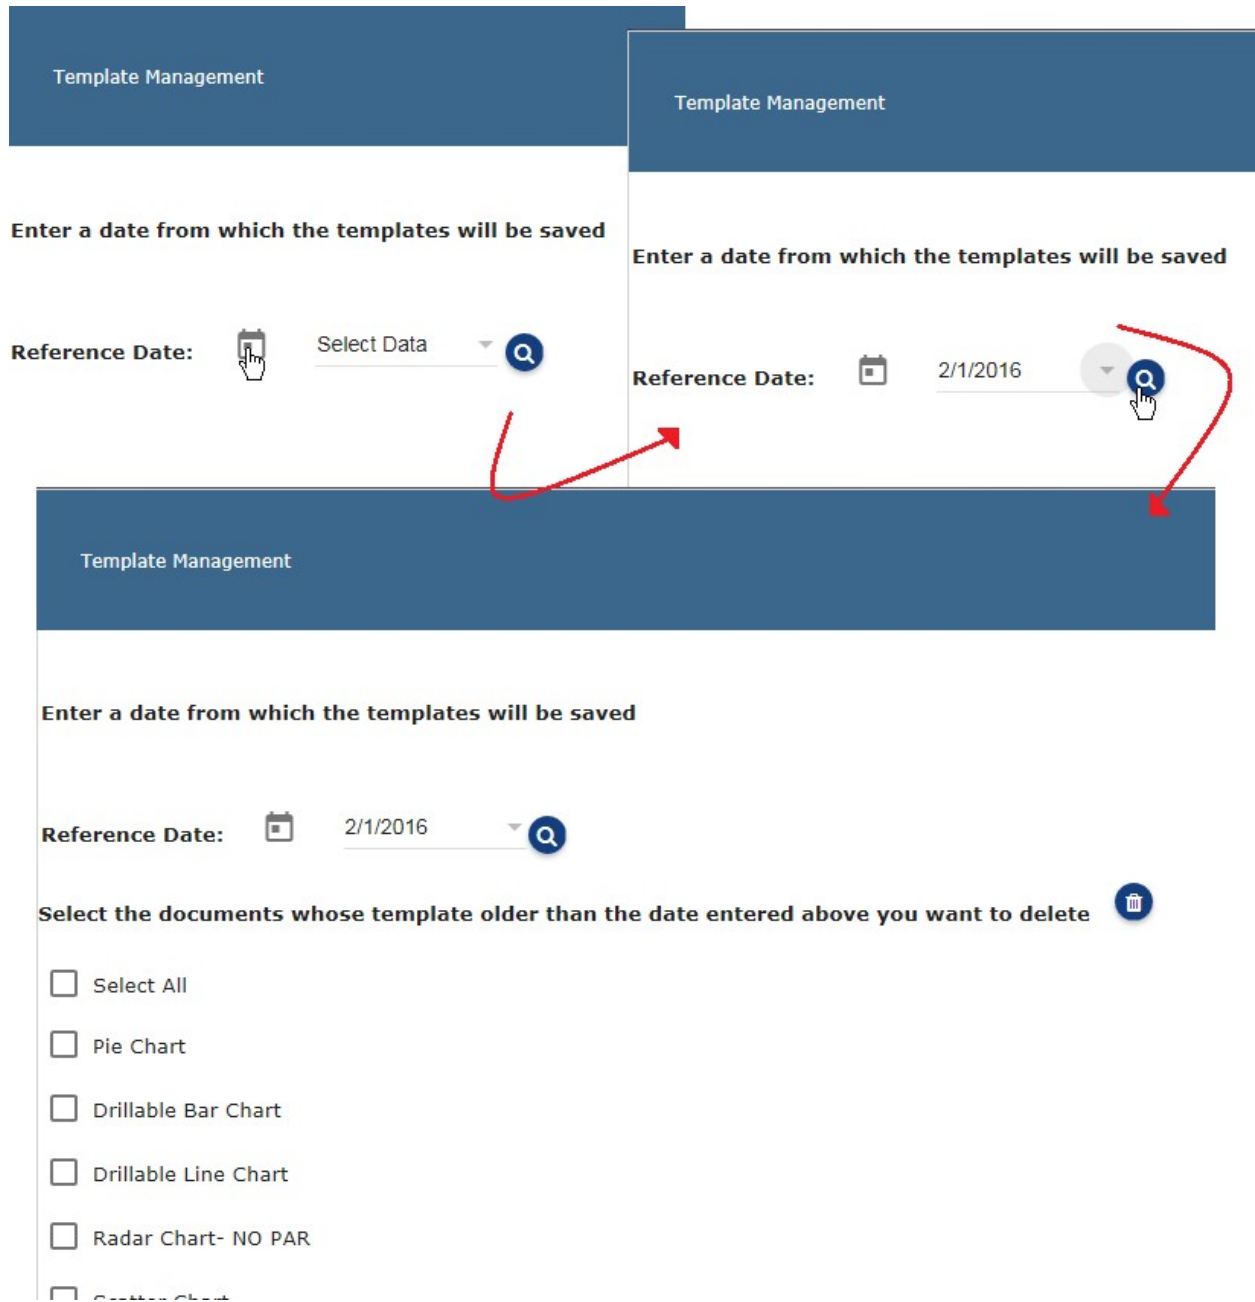 Template Management
Enter a date from which the templates will be saved
Reference Date:
Select Data
Template Management
Enter a date from which the templates will be saved
Reference Date:
2/1/2016
Template Management
Enter a date from which the templates will be saved
Reference Date:
2/1/2016
Select the documents whose template older than the date entered above you want to delete
Select All
Pie Chart
Drillable Bar Chart
Drillable Line Chart
Radar Chart- NO PAR
Scatter Chart